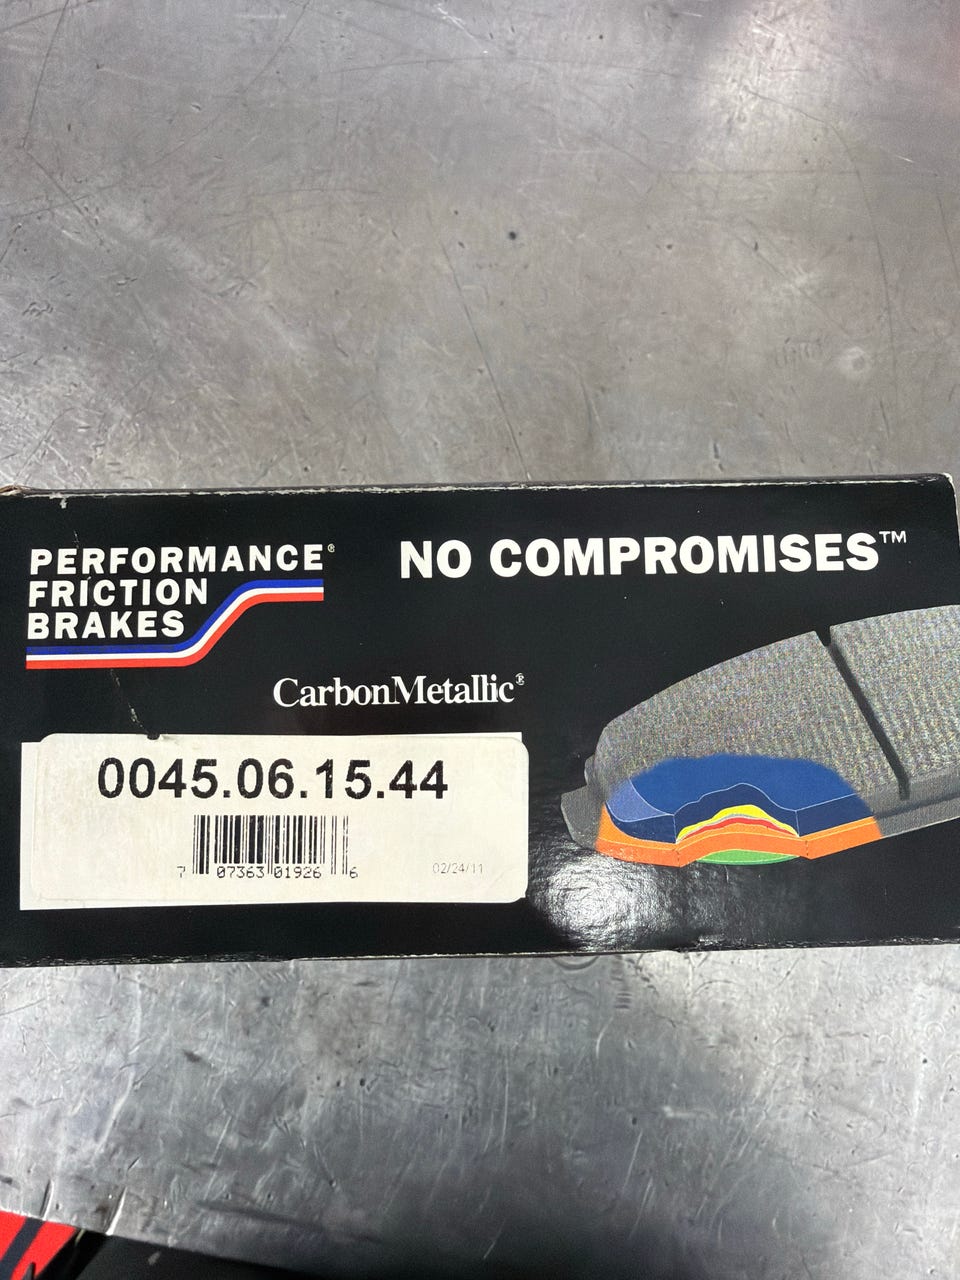 PERFORMANCE®
FRICTION
BRAKES
NO COMPROMISES™
CarbonMetallic®
0045.06.15.44
7 07363 01926 6
02/24/11